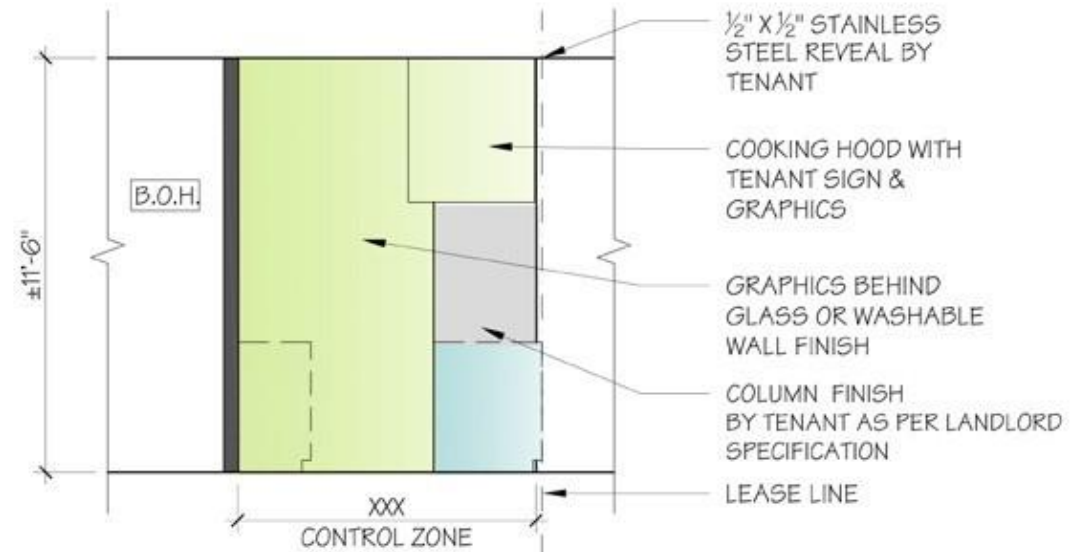 ½" X ½" STAINLESS
STEEL REVEAL BY
TENANT
COOKING HOOD WITH
TENANT SIGN &
GRAPHICS
B.O.H.
±11'-6"
GRAPHICS BEHIND
GLASS OR WASHABLE
WALL FINISH
COLUMN FINISH
BY TENANT AS PER LANDLORD
SPECIFICATION
LEASE LINE
XXX
CONTROL ZONE